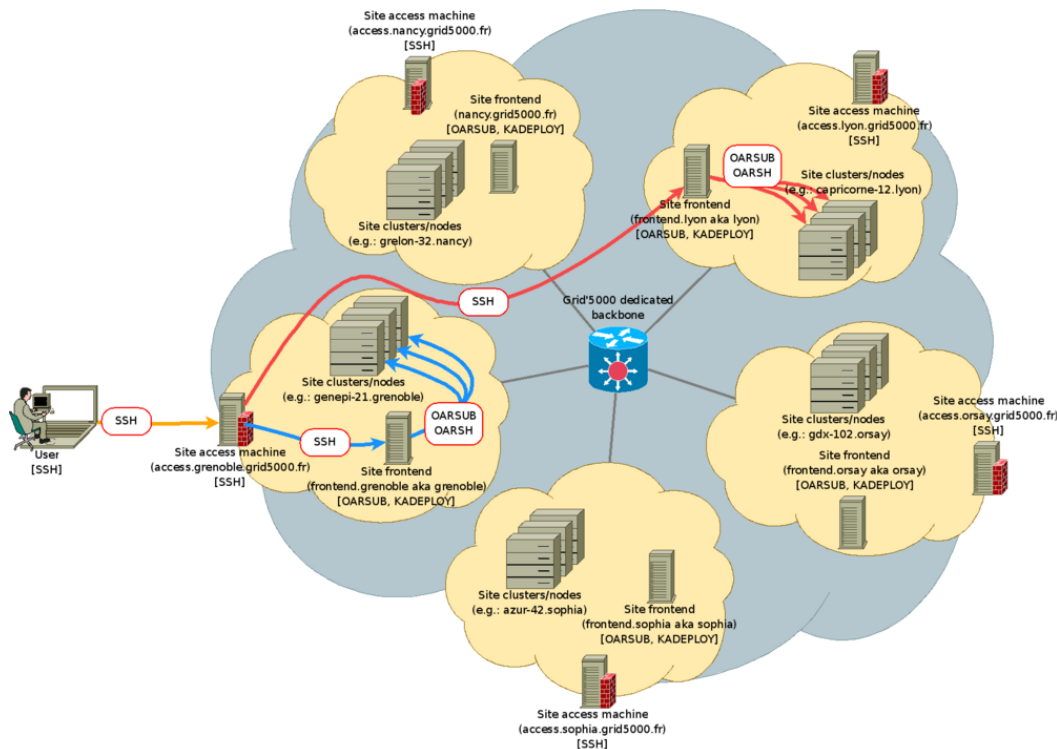 Site access machine
(access.nancy.grid5000.fr)
[SSH]
Site frontend
(nancy.grid5000.fr)
[OARSUB, KADEPLOY]
Site clusters/nodes
(e.g.: grelon-32.nancy)
Site access machine
(access.lyon.grid5000.fr)
[SSH]
OARSUB
OARSH
Site clusters/nodes
(e.g.: capricorne-12.lyon)
Site frontend
(frontend.lyon aka lyon)
[OARSUB, KADEPLOY]
SSH
Grid'5000 dedicated
backbone
Site clusters/nodes
(e.g.: genepi-21.grenoble)
OARSUB
OARSH
SSH
User
[SSH]
SSH
Site access machine
(access.grenoble.grid5000.fr)
[SSH]
Site frontend
(frontend.grenoble aka grenoble)
[OARSUB, KADEPLOY]
Site clusters/nodes
(e.g.: gdx-102.orsay)
Site access machine
(access.orsay.grid5000.fr)
[SSH]
Site frontend
(frontend.orsay aka orsay)
[OARSUB, KADEPLOY]
Site clusters/nodes
(e.g.: azur-42.sophia)
Site frontend
(frontend.sophia aka sophia)
[OARSUB, KADEPLOY]
Site access machine
(access.sophia.grid5000.fr)
[SSH]